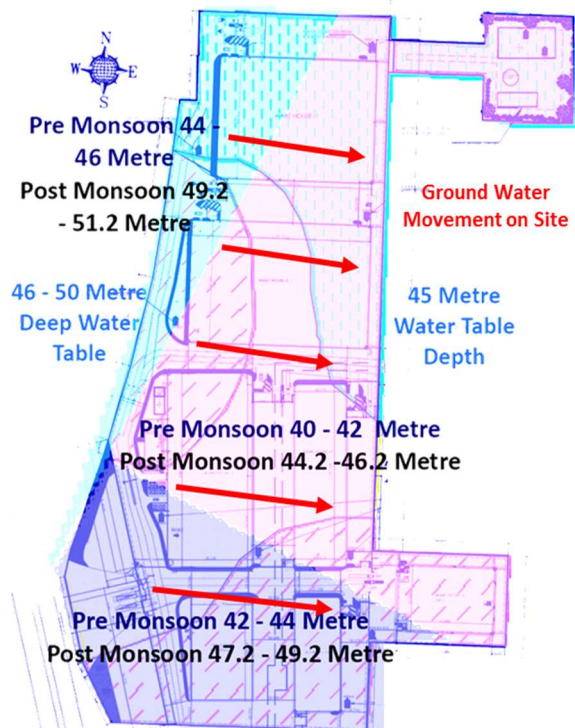 N
W E
S
Pre Monsoon 44 -
46 Metre
Post Monsoon 49.2
- 51.2 Metre
Ground Water
Movement on Site
46 - 50 Metre
Deep Water
Table
45 Metre
Water Table
Depth
Pre Monsoon 40 - 42 Metre
Post Monsoon 44.2 -46.2 Metre
Pre Monsoon 42 - 44 Metre
Post Monsoon 47.2 - 49.2 Metre